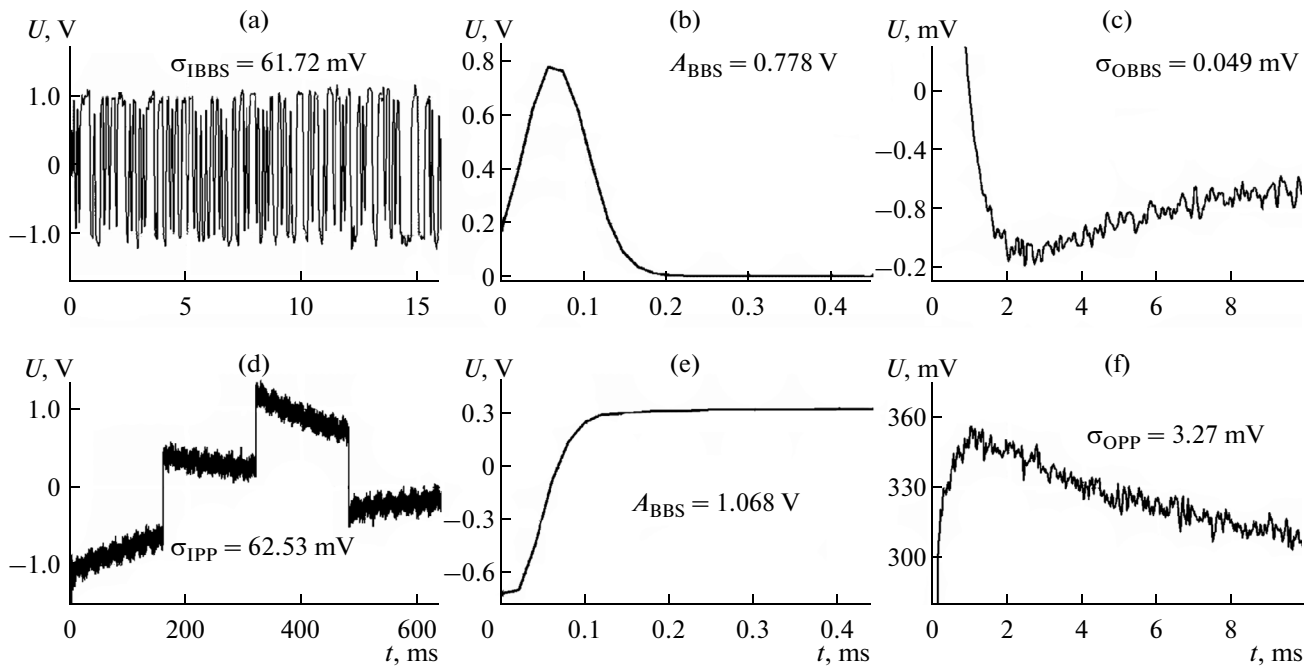 (a)
U, V
σIBBS = 61.72 mV
1.0
0
−1.0
0 5 10 15
(b)
U, V
ABBS = 0.778 V
0.8
0.6
0.4
0.2
0
0 0.1 0.2 0.3 0.4
(c)
U, mV
σOBBS = 0.049 mV
0
−0.4
−0.8
−0.2
0 2 4 6 8
(d)
U, V
1.0
0
−1.0
σIPP = 62.53 mV
0 200 400 600
t, ms
(e)
U, V
0.3
0
−0.3
−0.6
ABBS = 1.068 V
0 0.1 0.2 0.3 0.4
t, ms
(f)
U, mV
360
330
300
σOPP = 3.27 mV
0 2 4 6 8
t, ms